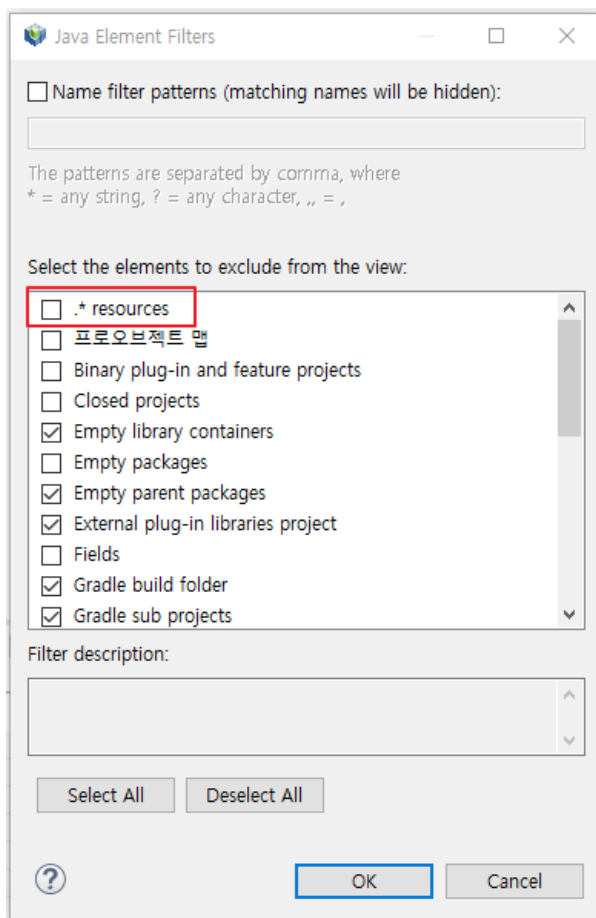 Java Element Filters
Name filter patterns (matching names will be hidden):
The patterns are separated by comma, where
* = any string, ? = any character, ,, = ,
Select the elements to exclude from the view:
.* resources
프로오브젝트 맵
Binary plug-in and feature projects
Closed projects
Empty library containers
Empty packages
Empty parent packages
External plug-in libraries project
Fields
Gradle build folder
Gradle sub projects
Filter description:
Select All
Deselect All
?
OK
Cancel